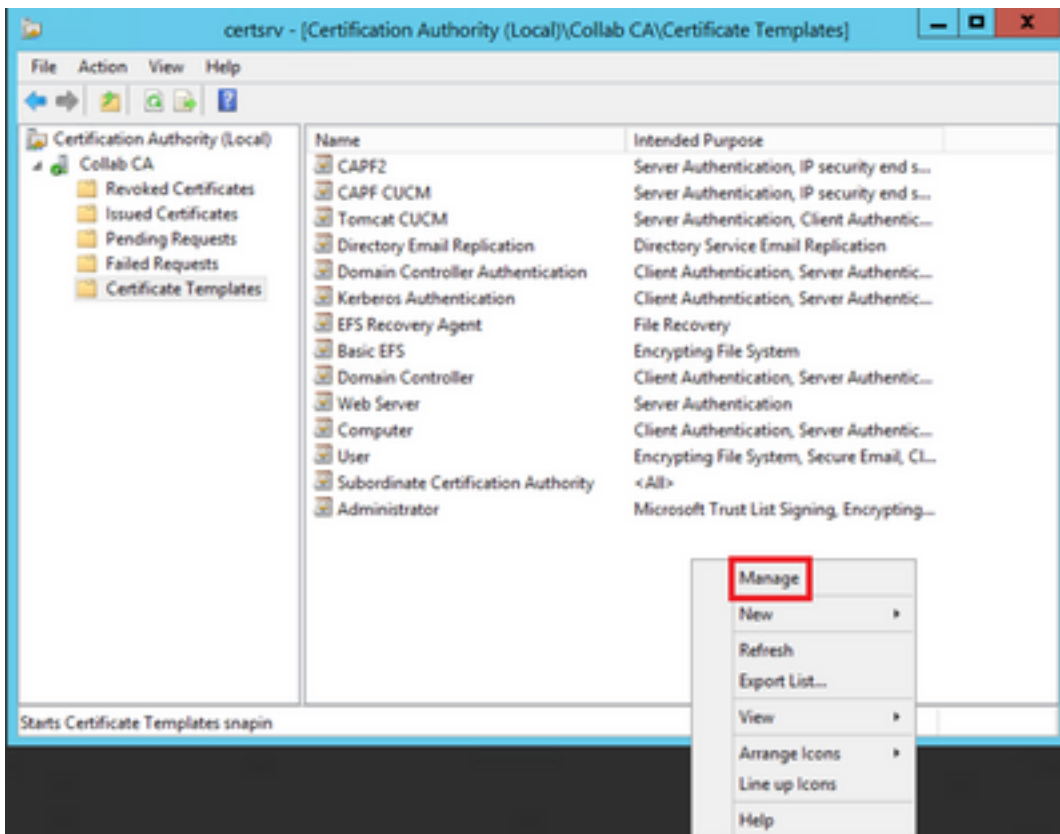 certsrv - [Certification Authority (Local)\Collab CA\Certificate Templates]
File Action View Help
Certification Authority (Local)
Collab CA
Revoked Certificates
Issued Certificates
Pending Requests
Failed Requests
Certificate Templates
Name Intended Purpose
CAPF2 Server Authentication, IP security end s...
CAPF CUCM Server Authentication, IP security end s...
Tomcat CUCM Server Authentication, Client Authentic...
Directory Email Replication Directory Service Email Replication
Domain Controller Authentication Client Authentication, Server Authentic...
Kerberos Authentication Client Authentication, Server Authentic...
EFS Recovery Agent File Recovery
Basic EFS Encrypting File System
Domain Controller Client Authentication, Server Authentic...
Web Server Server Authentication
Computer Client Authentication, Server Authentic...
User Encrypting File System, Secure Email, Cl...
Subordinate Certification Authority <All>
Administrator Microsoft Trust List Signing, Encrypting...
Manage
New
Refresh
Export List...
View
Arrange Icons
Line up Icons
Help
Starts Certificate Templates snapin